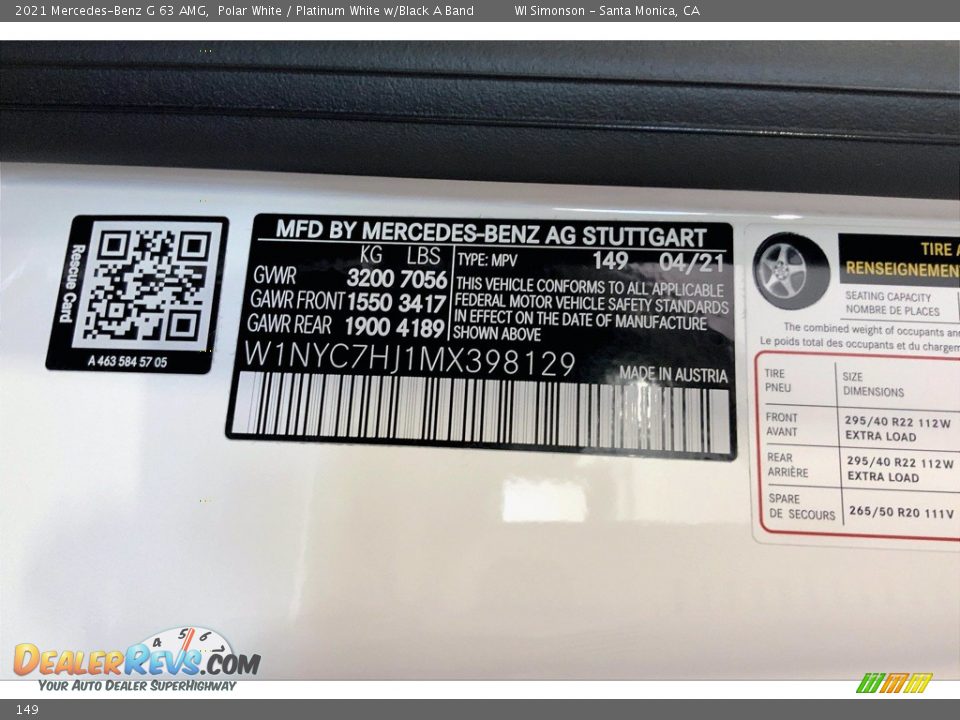 2021 Mercedes-Benz G 63 AMG, Polar White / Platinum White w/Black A Band WI Simonson - Santa Monica, CA
Rescue Card
A 463 584 57 05
MFD BY MERCEDES-BENZ AG STUTTGART
KG LBS
GVWR 3200 7056
GAWR FRONT 1550 3417
GAWR REAR 1900 4189
TYPE: MPV 149 04/21
THIS VEHICLE CONFORMS TO ALL APPLICABLE
FEDERAL MOTOR VEHICLE SAFETY STANDARDS
IN EFFECT ON THE DATE OF MANUFACTURE
SHOWN ABOVE
W1NYC7HJ1MX398129
MADE IN AUSTRIA
TIRE A
RENSEIGNEMEN
SEATING CAPACITY
NOMBRE DE PLACES
The combined weight of occupants an
Le poids total des occupants et du chargem
TIRE
PNEU
SIZE
DIMENSIONS
FRONT
AVANT
295/40 R22 112W
EXTRA LOAD
REAR
ARRIÈRE
295/40 R22 112W
EXTRA LOAD
SPARE
DE SECOURS
265/50 R20 111V
4 5 6 7
DEALERREVS.COM
YOUR AUTO DEALER SUPERHIGHWAY
149